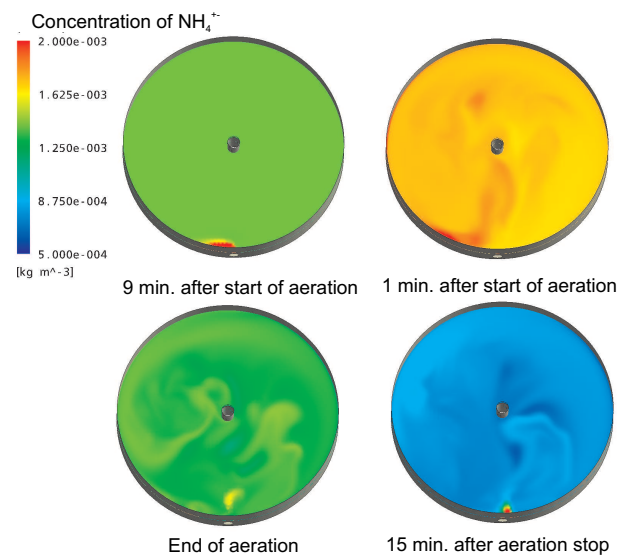 Concentration of NH₄⁺⁻
2.000e-003
1.625e-003
1.250e-003
8.750e-004
5.000e-004
[kg m^-3]
9 min. after start of aeration
1 min. after start of aeration
End of aeration
15 min. after aeration stop